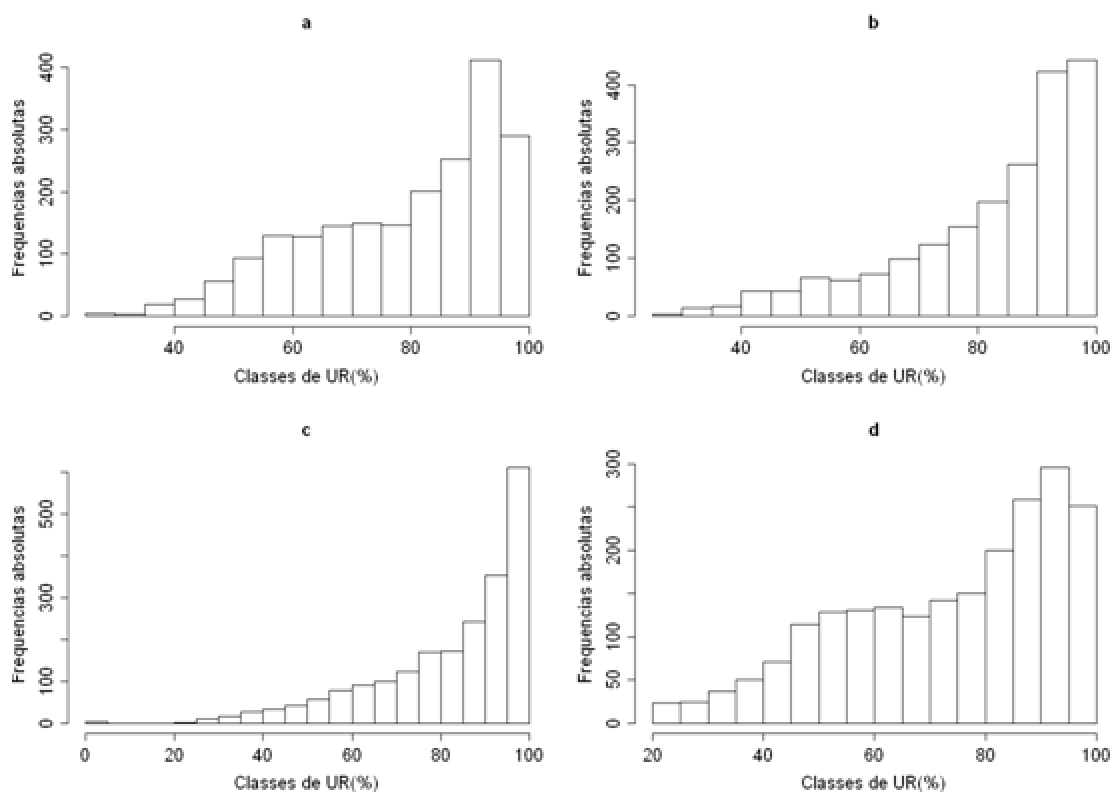 a
Frequencias absolutas
0 100 200 300 400
40 60 80 100
Classes de UR(%)
b
Frequencias absolutas
0 100 200 300 400
40 60 80 100
Classes de UR(%)
c
Frequencias absolutas
0 100 300 500
0 20 40 60 80 100
Classes de UR(%)
d
Frequencias absolutas
0 50 100 200 300
20 40 60 80 100
Classes de UR(%)